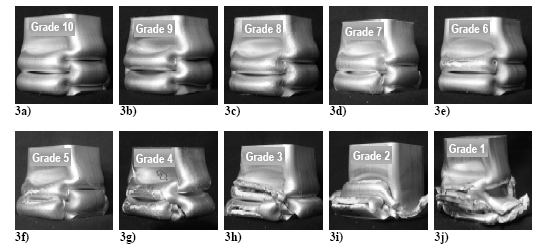 Grade 10
Grade 9
Grade 8
Grade 7
Grade 6
3a)
3b)
3c)
3d)
3e)
Grade 5
Grade 4
Grade 3
Grade 2
Grade 1
3f)
3g)
3h)
3i)
3j)